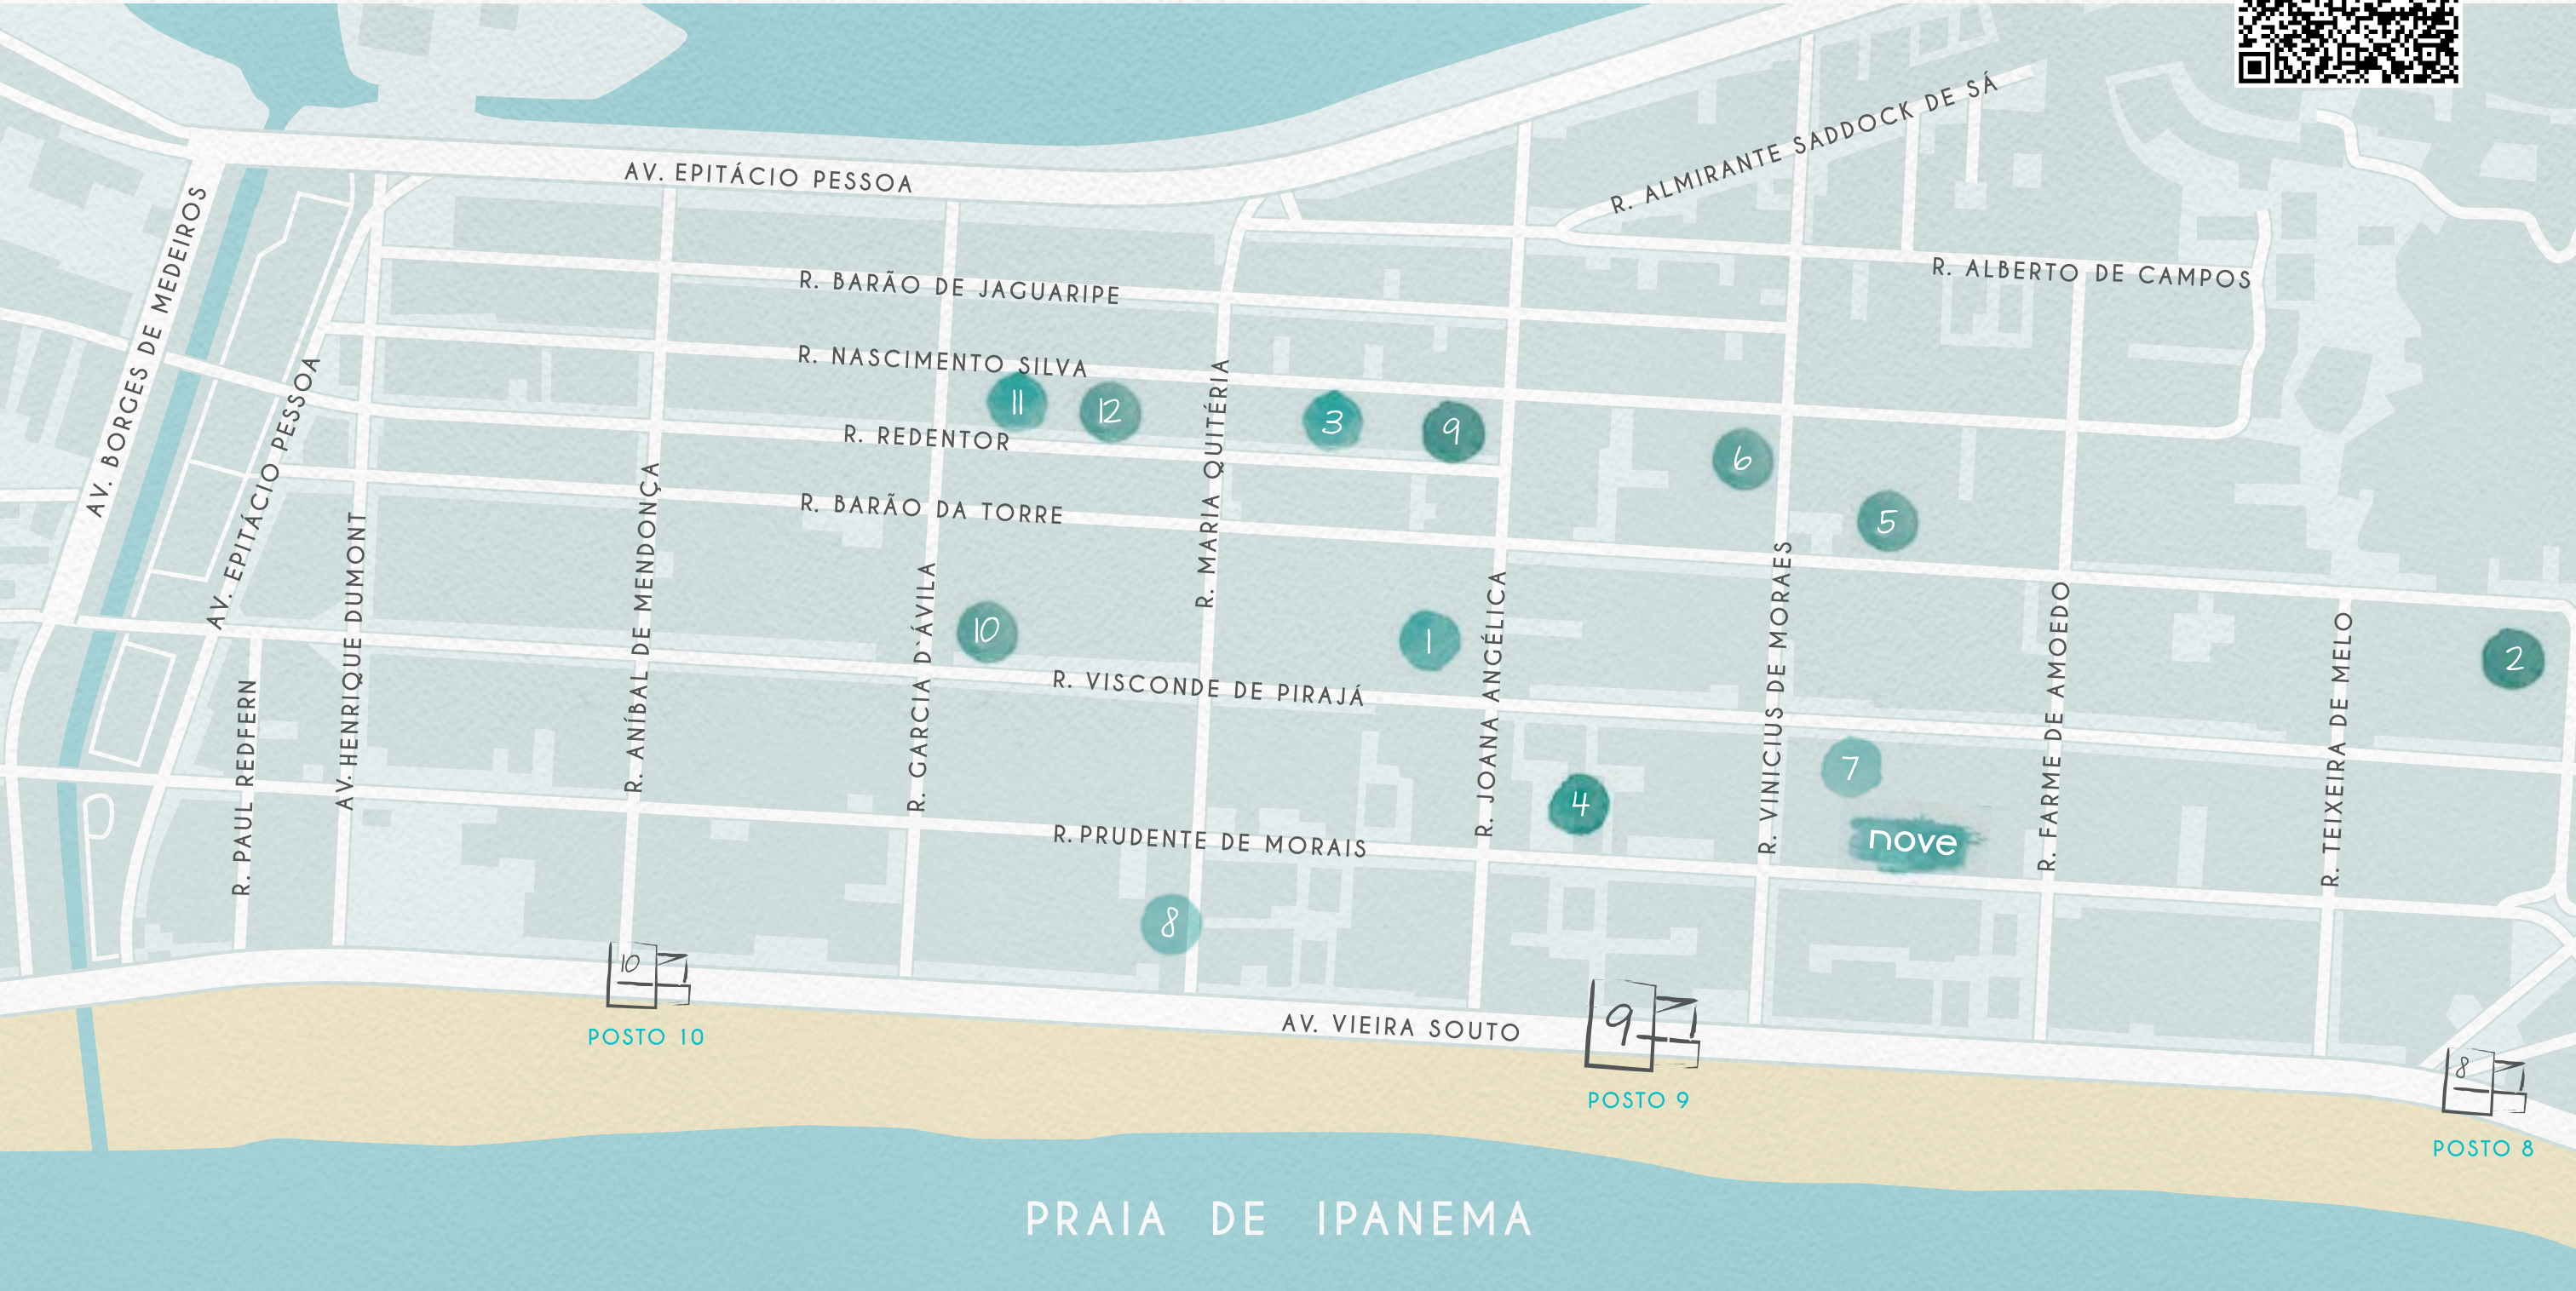 AV. EPITÁCIO PESSOA
R. ALMIRANTE SADDOCK DE SÁ
AV. BORGES DE MEDEIROS
R. BARÃO DE JAGUARIPE
R. ALBERTO DE CAMPOS
R. NASCIMENTO SILVA
11
12
3
9
R. REDENTOR
6
5
AV. EPITÁCIO PESSOA
R. BARÃO DA TORRE
R. MARIA QUITÉRIA
AV. HENRIQUE DUMONT
R. ANÍBAL DE MENDONÇA
R. GARCIA D`ÁVILA
10
1
R. JOANA ANGÉLICA
R. VINICIUS DE MORAES
R. FARME DE AMOEDO
R. TEIXEIRA DE MELO
2
R. VISCONDE DE PIRAJÁ
R. PAUL REDFERN
7
4
nove
R. PRUDENTE DE MORAIS
8
10
POSTO 10
AV. VIEIRA SOUTO
9
POSTO 9
8
POSTO 8
PRAIA DE IPANEMA